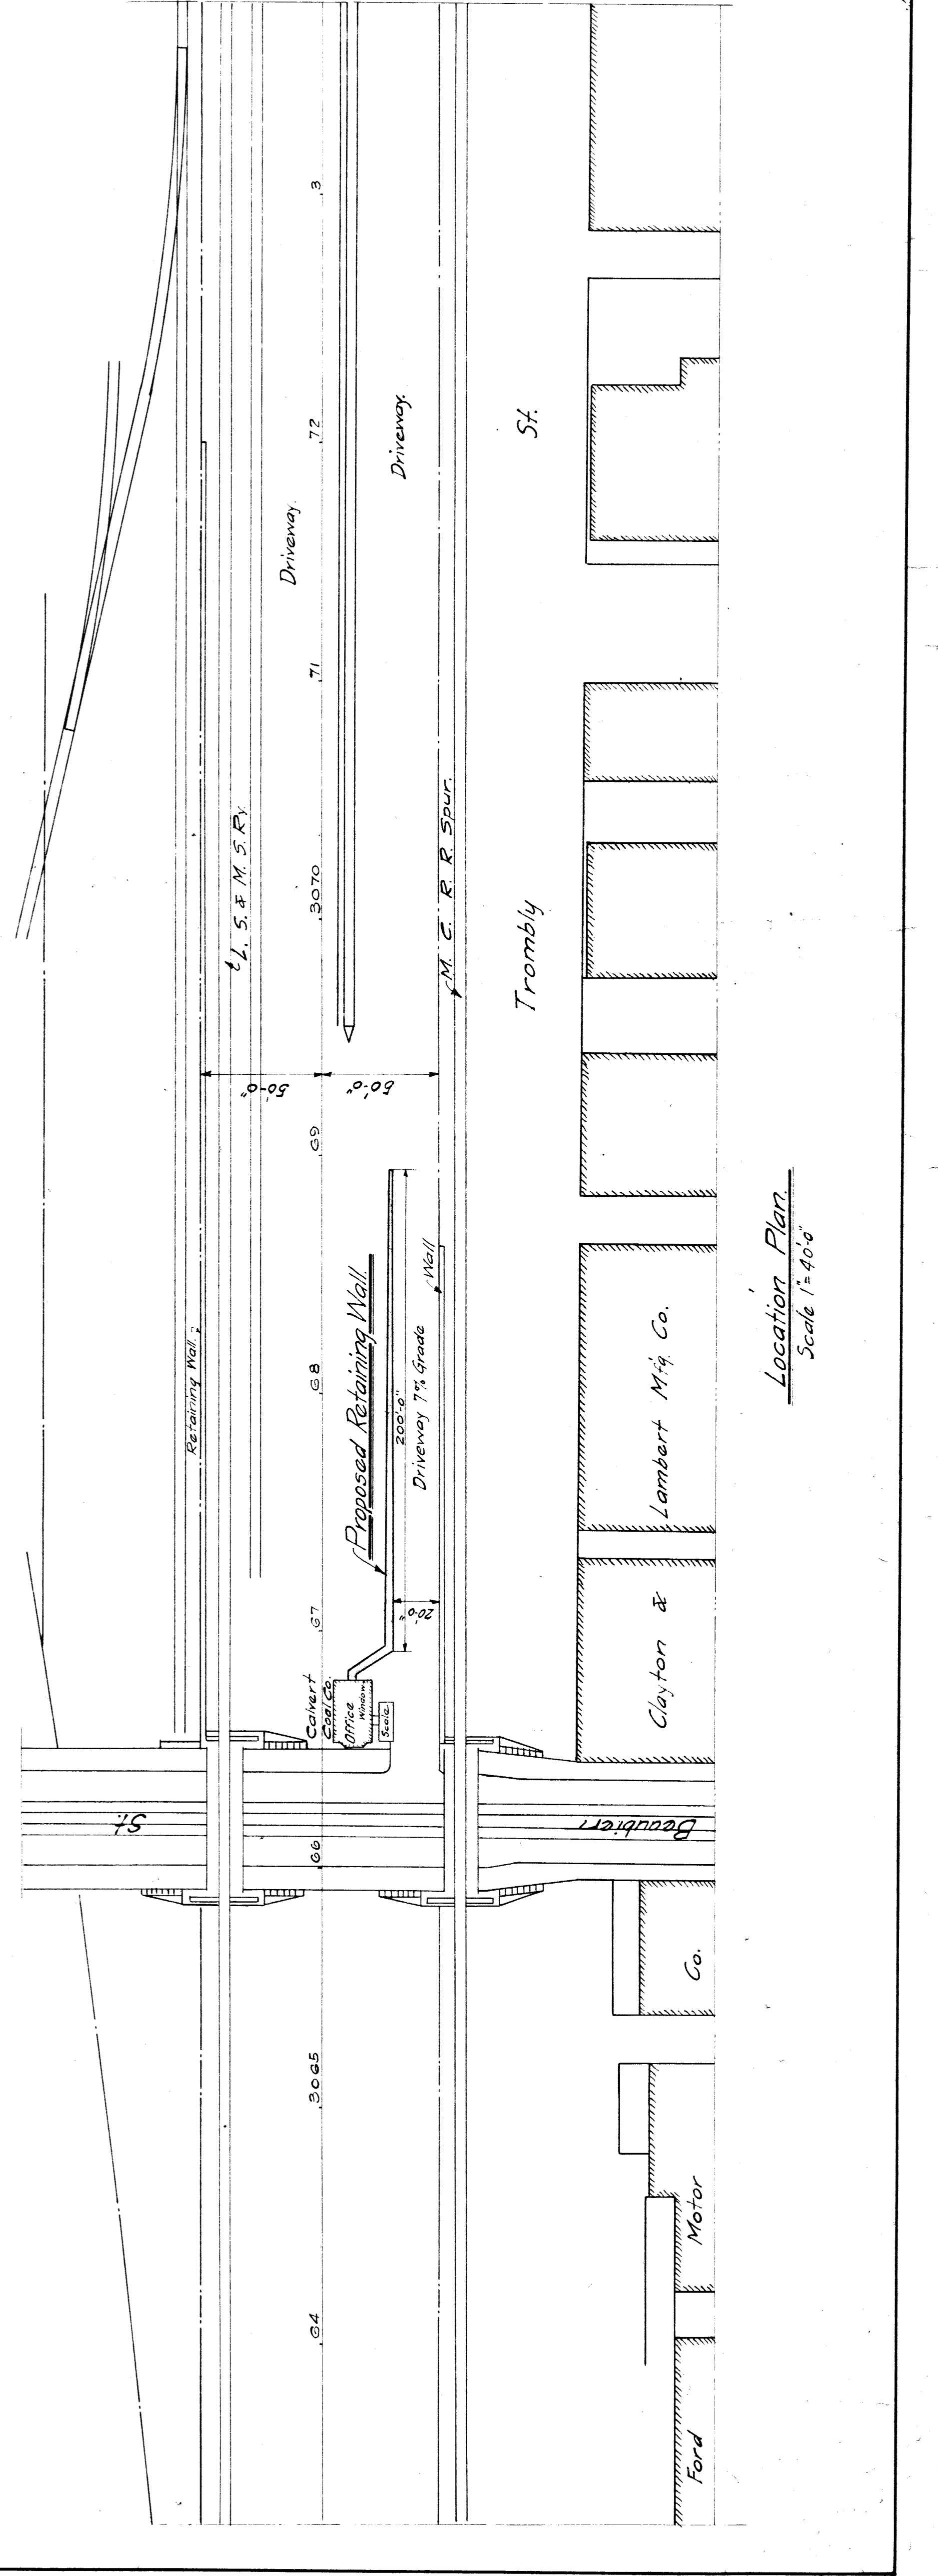 Retaining Wall.
℄ L. S. & M. S. Ry.
Driveway.
Driveway.
64
3065
66
67
68
69
3070
71
72
3
50'-0"
50'-0"
Calvert
Coal Co.
Office
Window
Scale
Proposed Retaining Wall.
200'-0"
20'-0"
Driveway 7% Grade
Wall
M. C. R. R. Spur.
Trombly St.
St.
Beaubien
Ford Motor Co.
Clayton & Lambert Mfg. Co.
Location Plan.
Scale 1"=40'-0"